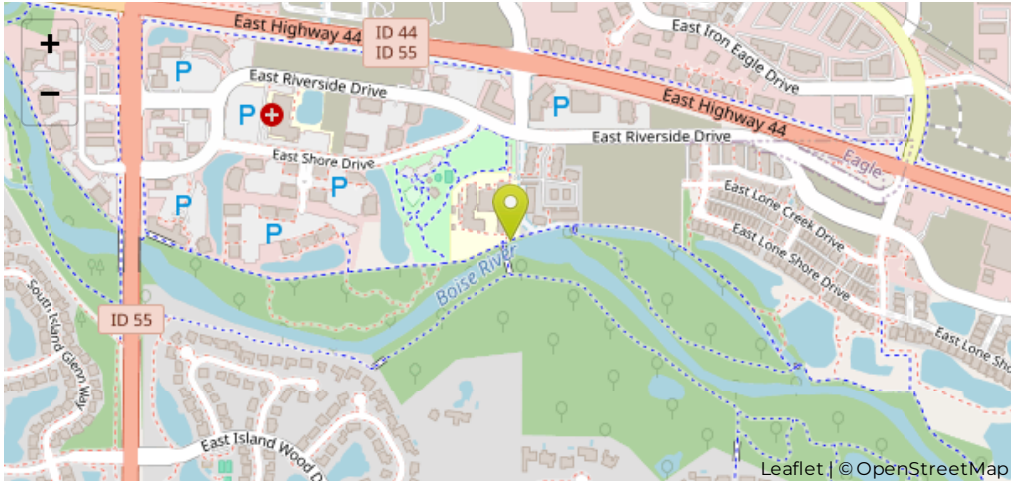 +
East Highway 44
ID 44
ID 55
East Iron Eagle Drive
P
−
East Riverside Drive
P
P
East Highway 44
East Riverside Drive
East Shore Drive
Eagle
P
P
East Lone Creek Drive
P
East Lone Shore Drive
Boise River
South Island Glenn Way
ID 55
East Lone Sho
East Island Wood D
Leaflet | © OpenStreetMap